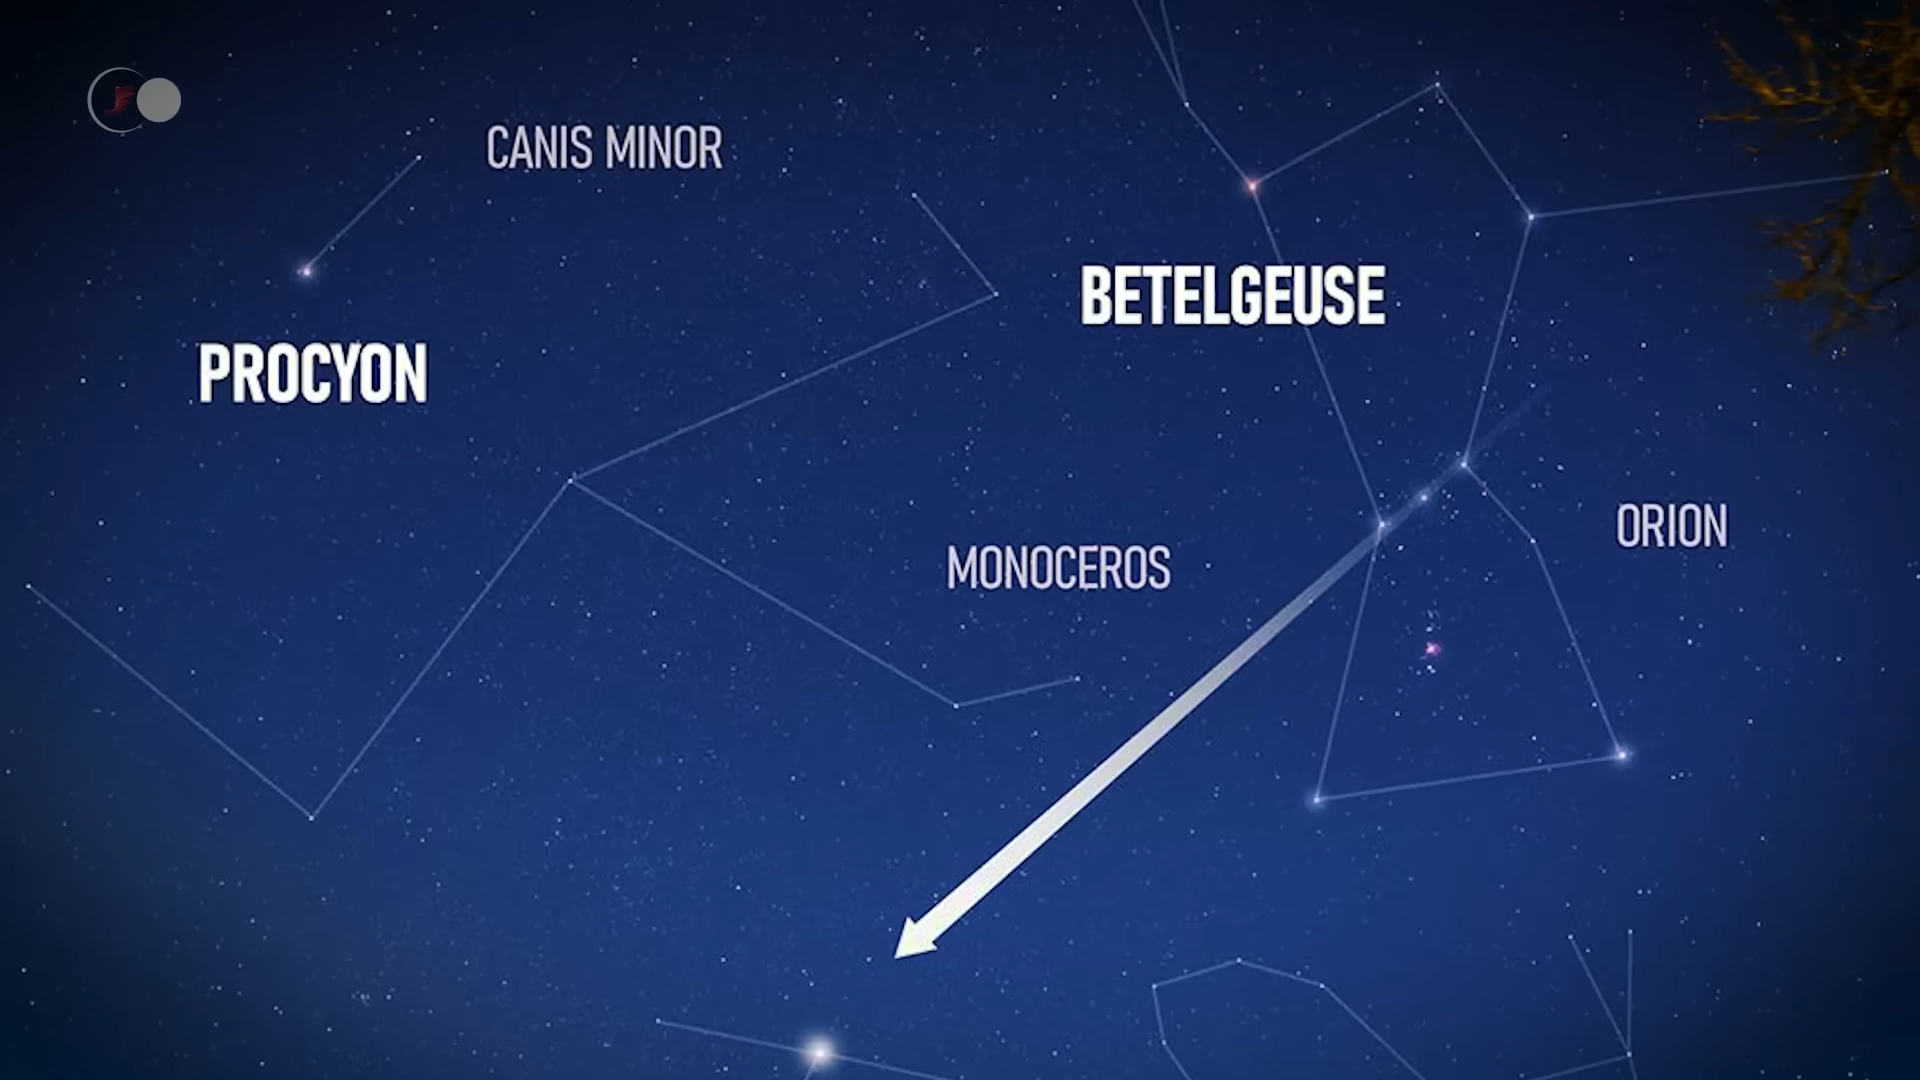 CANIS MINOR
BETELGEUSE
PROCYON
ORION
MONOCEROS